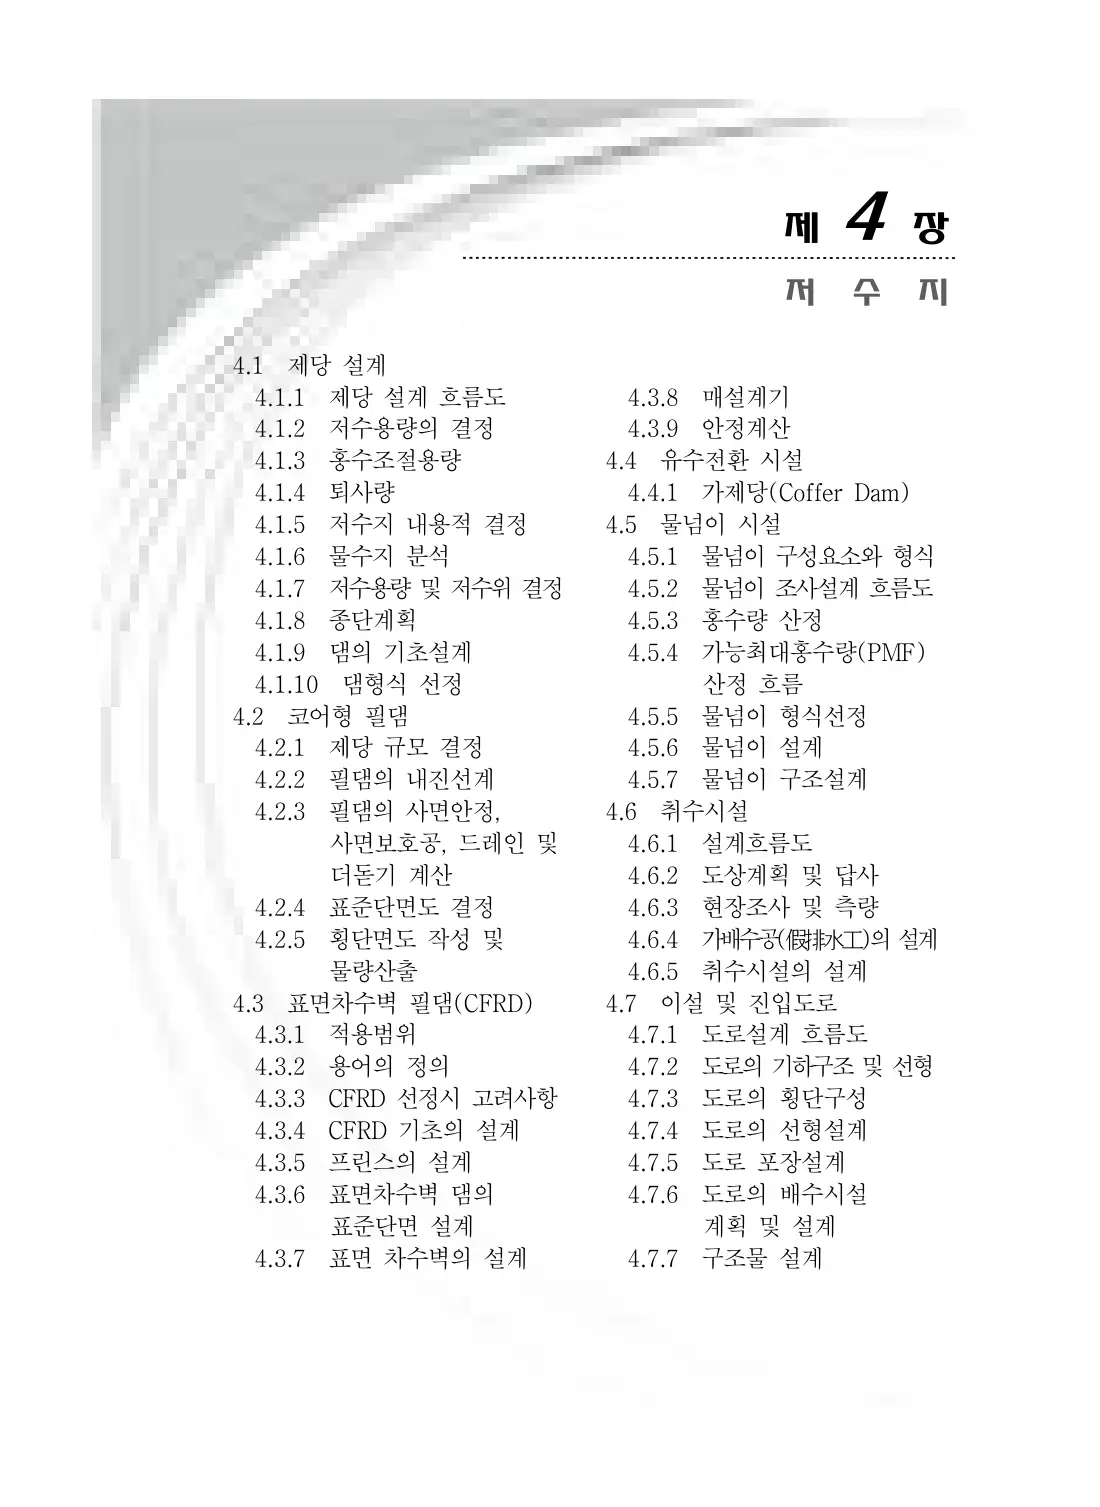 제 4 장
저 수 지
4.1 제당 설계
4.1.1 제당 설계 흐름도
4.1.2 저수용량의 결정
4.1.3 홍수조절용량
4.1.4 퇴사량
4.1.5 저수지 내용적 결정
4.1.6 물수지 분석
4.1.7 저수용량 및 저수위 결정
4.1.8 종단계획
4.1.9 댐의 기초설계
4.1.10 댐형식 선정
4.2 코어형 필댐
4.2.1 제당 규모 결정
4.2.2 필댐의 내진선계
4.2.3 필댐의 사면안정,
사면보호공, 드레인 및
더돋기 계산
4.2.4 표준단면도 결정
4.2.5 횡단면도 작성 및
물량산출
4.3 표면차수벽 필댐(CFRD)
4.3.1 적용범위
4.3.2 용어의 정의
4.3.3 CFRD 선정시 고려사항
4.3.4 CFRD 기초의 설계
4.3.5 프린스의 설계
4.3.6 표면차수벽 댐의
표준단면 설계
4.3.7 표면 차수벽의 설계
4.3.8 매설계기
4.3.9 안정계산
4.4 유수전환 시설
4.4.1 가제당(Coffer Dam)
4.5 물넘이 시설
4.5.1 물넘이 구성요소와 형식
4.5.2 물넘이 조사설계 흐름도
4.5.3 홍수량 산정
4.5.4 가능최대홍수량(PMF)
산정 흐름
4.5.5 물넘이 형식선정
4.5.6 물넘이 설계
4.5.7 물넘이 구조설계
4.6 취수시설
4.6.1 설계흐름도
4.6.2 도상계획 및 답사
4.6.3 현장조사 및 측량
4.6.4 가배수공(假排水工)의 설계
4.6.5 취수시설의 설계
4.7 이설 및 진입도로
4.7.1 도로설계 흐름도
4.7.2 도로의 기하구조 및 선형
4.7.3 도로의 횡단구성
4.7.4 도로의 선형설계
4.7.5 도로 포장설계
4.7.6 도로의 배수시설
계획 및 설계
4.7.7 구조물 설계